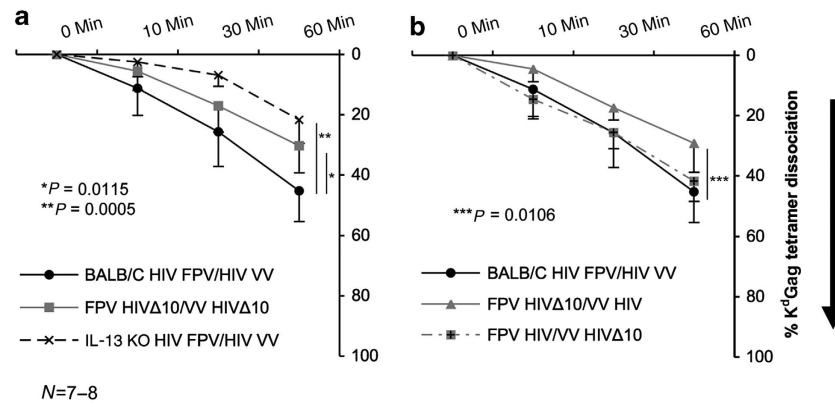 a
0 Min 10 Min 30 Min 60 Min
0
20
40
60
80
100
**
*
*P = 0.0115
**P = 0.0005
BALB/C HIV FPV/HIV VV
FPV HIVΔ10/VV HIVΔ10
IL-13 KO HIV FPV/HIV VV
N=7–8
b
0 Min 10 Min 30 Min 60 Min
0
20
40
60
80
100
***
***P = 0.0106
BALB/C HIV FPV/HIV VV
FPV HIVΔ10/VV HIV
FPV HIV/VV HIVΔ10
% KᵈGag tetramer dissociation